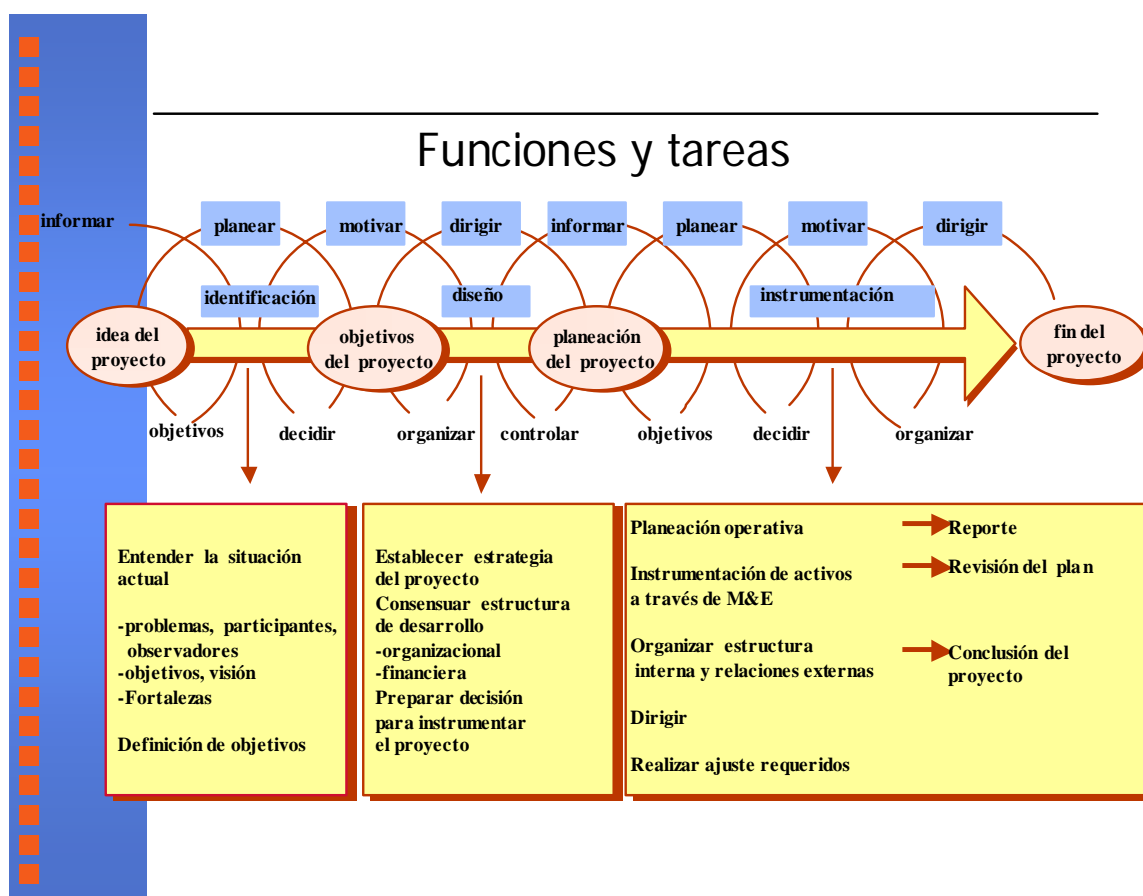 Funciones y tareas
informar
planear
motivar
dirigir
informar
planear
motivar
dirigir
identificación
diseño
instrumentación
idea del
proyecto
objetivos
del proyecto
planeación
del proyecto
fin del
proyecto
objetivos
decidir
organizar
controlar
objetivos
decidir
organizar
Entender la situación
actual
-problemas, participantes,
observadores
-objetivos, visión
-Fortalezas
Definición de objetivos
Establecer estrategia
del proyecto
Consensuar estructura
de desarrollo
-organizacional
-financiera
Preparar decisión
para instrumentar
el proyecto
Planeación operativa
Instrumentación de activos
a través de M&E
Organizar estructura
interna y relaciones externas
Dirigir
Realizar ajuste requeridos
Reporte
Revisión del plan
Conclusión del
proyecto